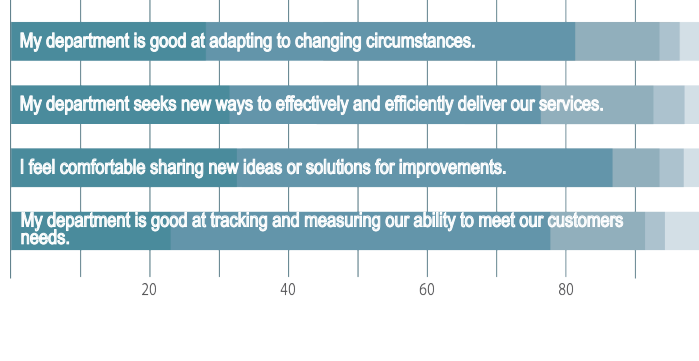 My department is good at adapting to changing circumstances.
My department seeks new ways to effectively and efficiently deliver our services.
I feel comfortable sharing new ideas or solutions for improvements.
My department is good at tracking and measuring our ability to meet our customers
needs.
20 40 60 80